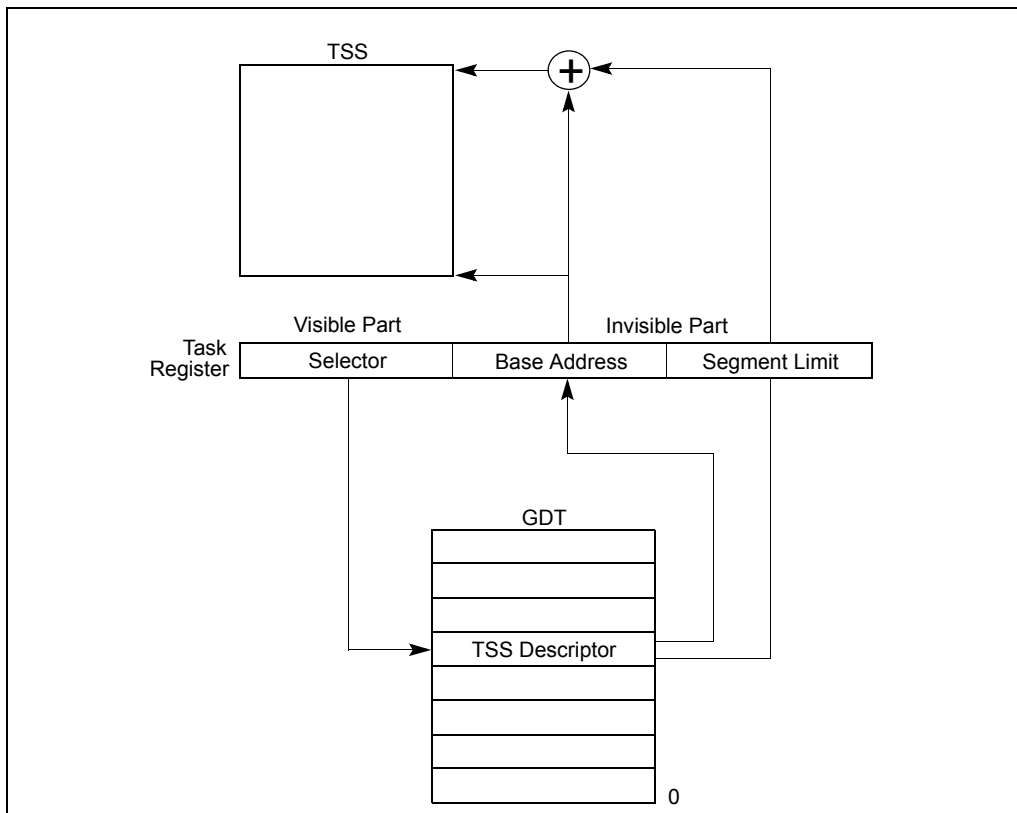 TSS
+
Visible Part
Invisible Part
Task
Register
Selector
Base Address
Segment Limit
GDT
TSS Descriptor
0